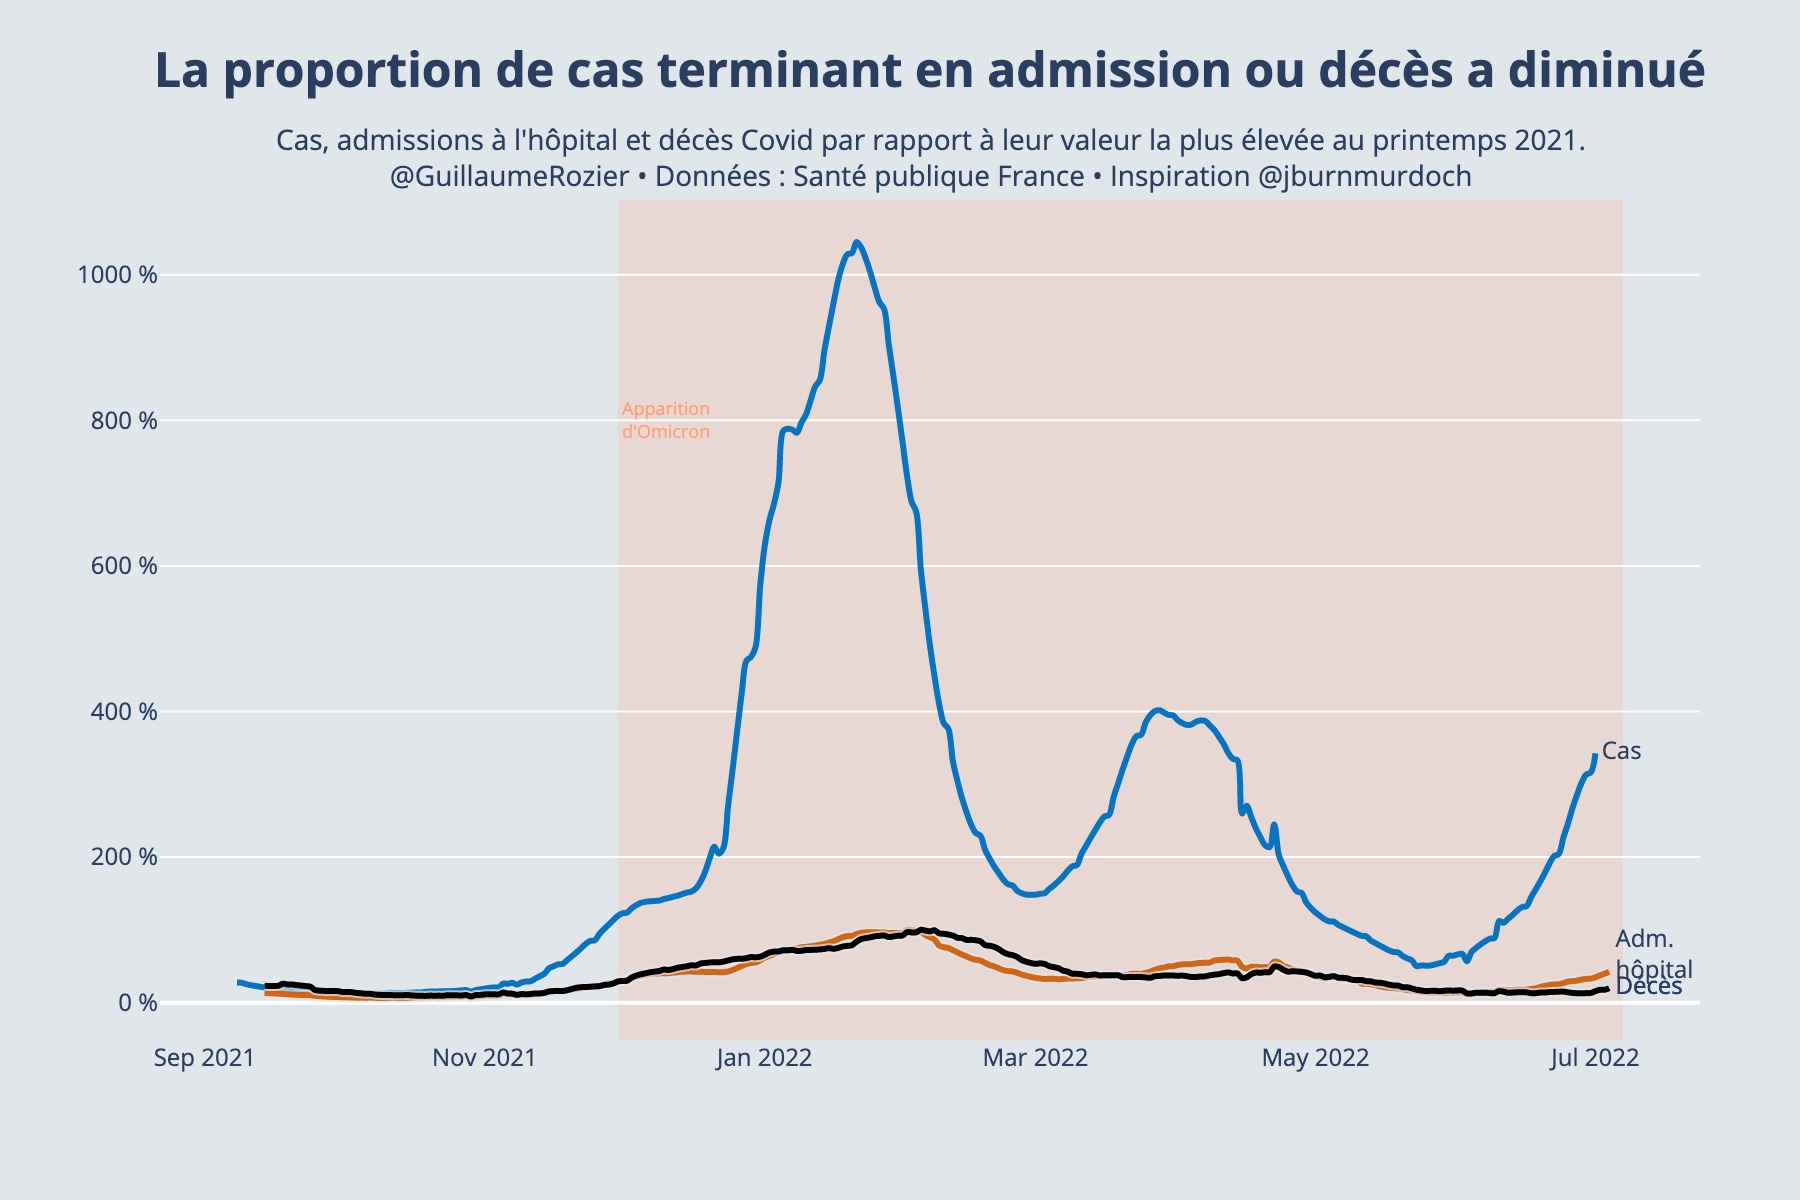 La proportion de cas terminant en admission ou décès a diminué
Cas, admissions à l'hôpital et décès Covid par rapport à leur valeur la plus élevée au printemps 2021.
@GuillaumeRozier • Données : Santé publique France • Inspiration @jburnmurdoch
1000 %
800 %
600 %
400 %
200 %
0 %
Apparition
d'Omicron
Cas
Adm.
hôpital
Décès
Sep 2021
Nov 2021
Jan 2022
Mar 2022
May 2022
Jul 2022